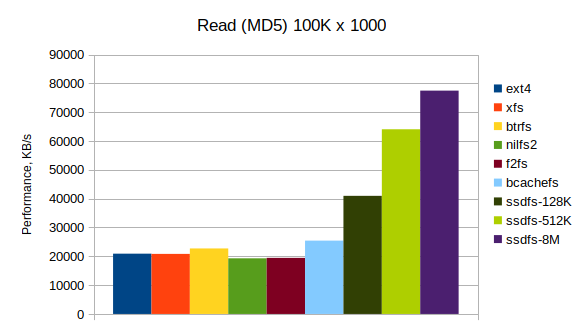 Read (MD5) 100K x 1000
Performance, KB/s
90000
80000
70000
60000
50000
40000
30000
20000
10000
0
ext4
xfs
btrfs
nilfs2
f2fs
bcachefs
ssdfs-128K
ssdfs-512K
ssdfs-8M